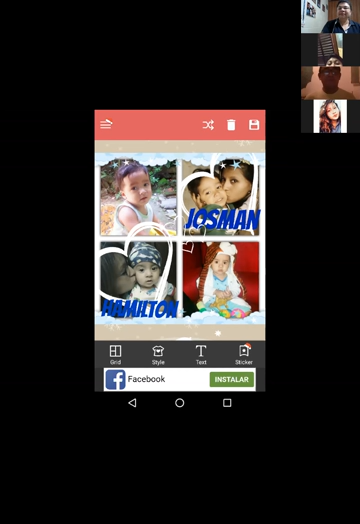 JOSMAN
HAMILTON
Grid
Style
Text
Sticker
Facebook
INSTALAR